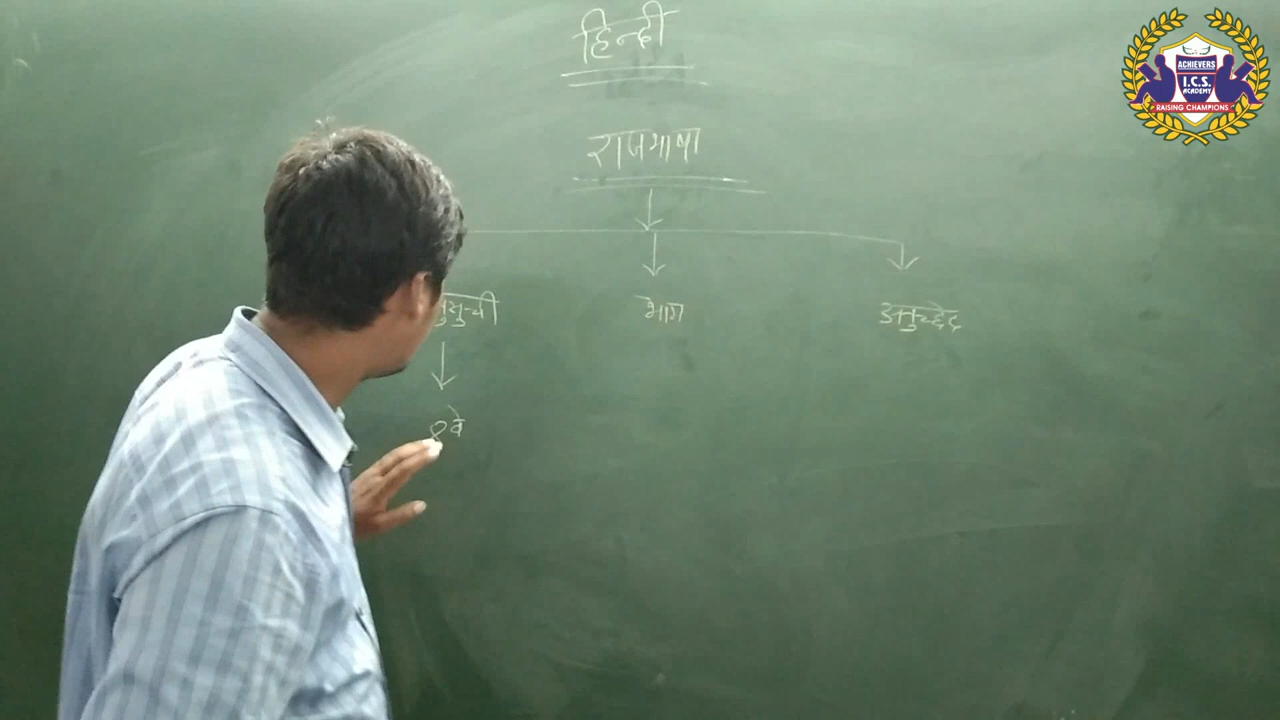 हिन्दी
राजभाषा
नुसुची भाग अनुच्छेद
8वे
ACHIEVERS
I.C.S.
ACADEMY
RAISING CHAMPIONS